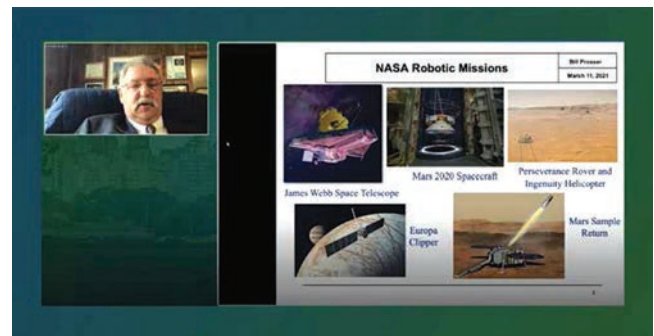 NASA Robotic Missions
Bill Prosser
March 11, 2021
James Webb Space Telescope
Mars 2020 Spacecraft
Perseverance Rover and
Ingenuity Helicopter
Europa
Clipper
Mars Sample
Return